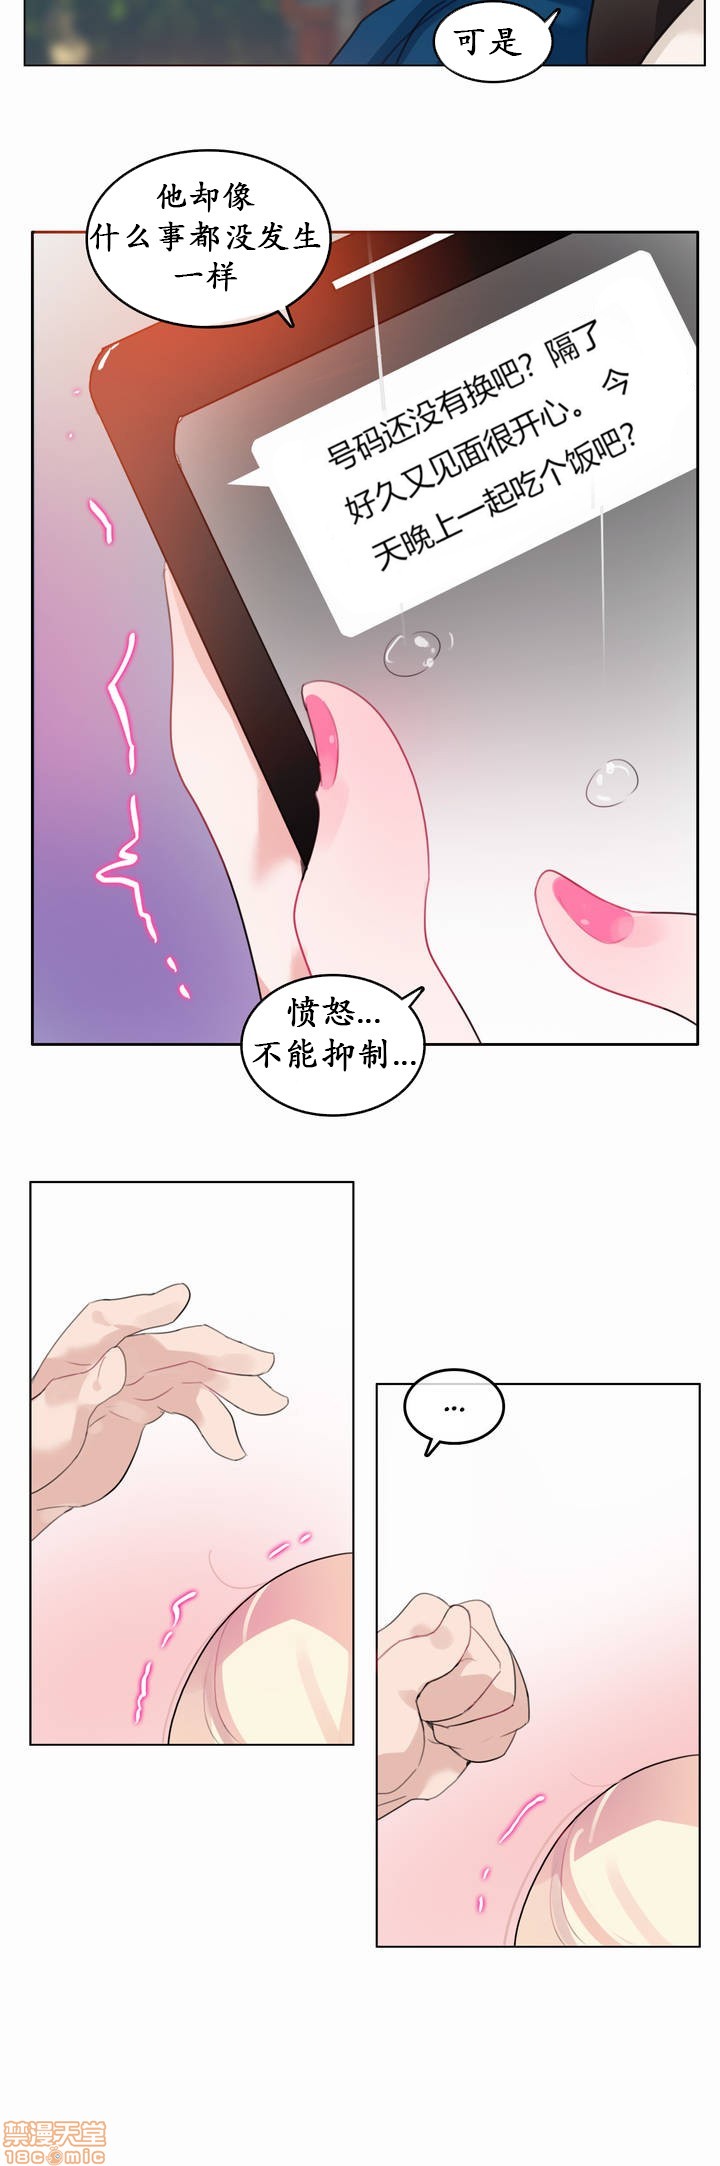 可是
他却像
什么事都没发生
一样
号码还没有换吧？隔了
好久又见面很开心。今
天晚上一起吃个饭吧？
愤怒...
不能抑制...
...
禁漫天堂
18comic